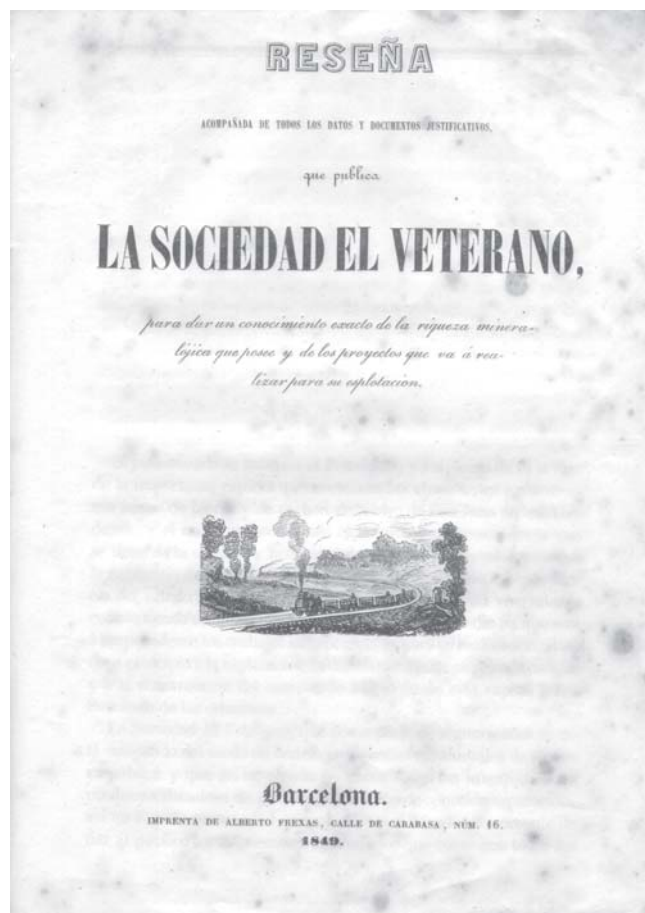 RESEÑA
ACOMPAÑADA DE TODOS LOS DATOS Y DOCUMENTOS JUSTIFICATIVOS,
que publica
LA SOCIEDAD EL VETERANO,
para dar un conocimiento exacto de la riqueza minera-
lójica que posee y de los proyectos que va á rea-
lizar para su esplotacion.
Barcelona.
IMPRENTA DE ALBERTO FREXAS, CALLE DE CARABASA, NÚM. 16.
1849.